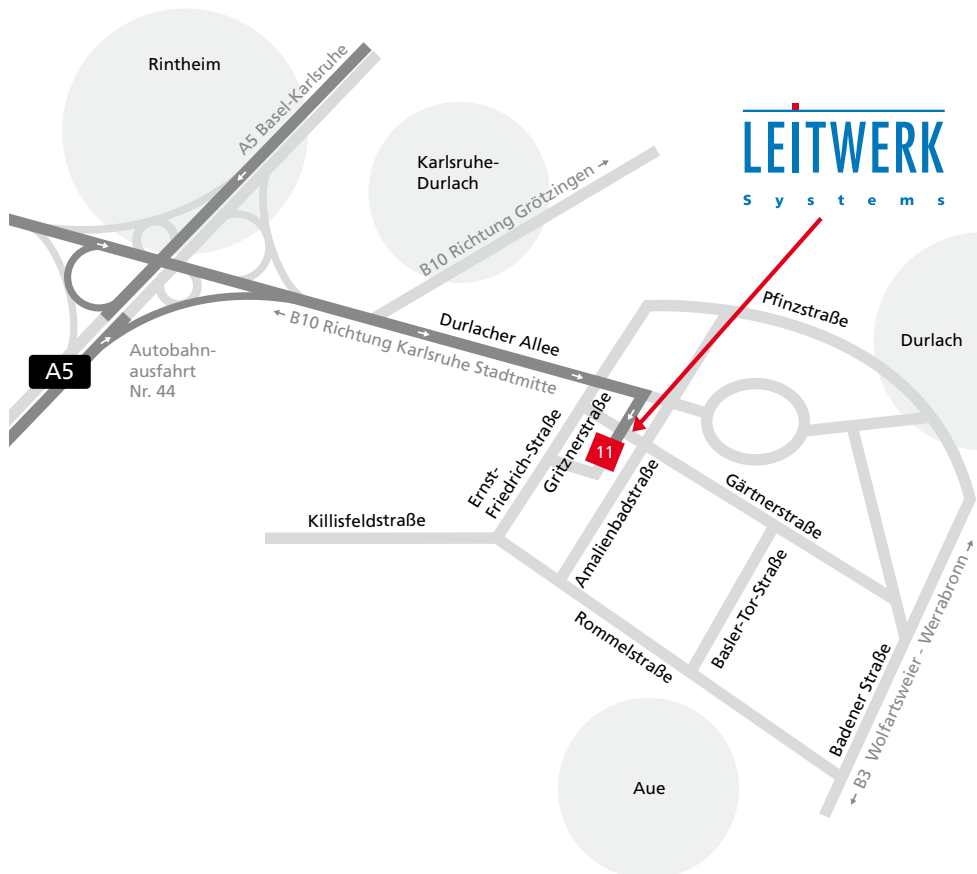 Rintheim
A5 Basel-Karlsruhe
Karlsruhe-
Durlach
B10 Richtung Grötzingen →
LEITWERK
Systems
Pfinzstraße
Durlach
Durlacher Allee
← B10 Richtung Karlsruhe Stadtmitte
A5
Autobahn-
ausfahrt
Nr. 44
Ernst-
Friedrich-Straße
Gritznerstraße
11
Gärtnerstraße
Killisfeldstraße
Amalienbadstraße
Basler-Tor-Straße
Rommelstraße
Badener Straße
← B3 Wolfartsweier - Werrabronn →
Aue